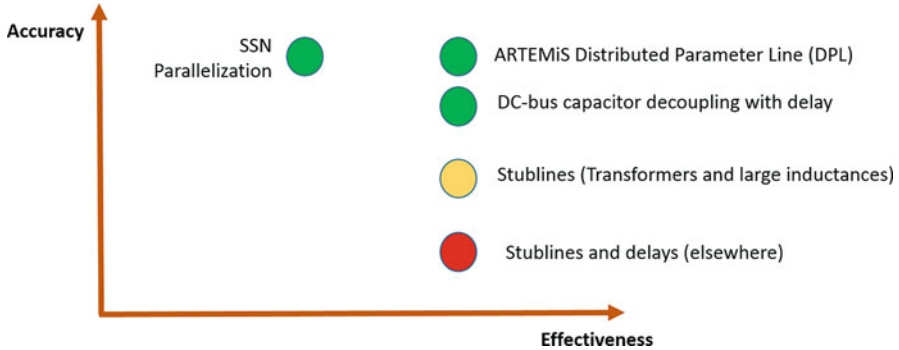 Accuracy
SSN
Parallelization
ARTEMiS Distributed Parameter Line (DPL)
DC-bus capacitor decoupling with delay
Stublines (Transformers and large inductances)
Stublines and delays (elsewhere)
Effectiveness